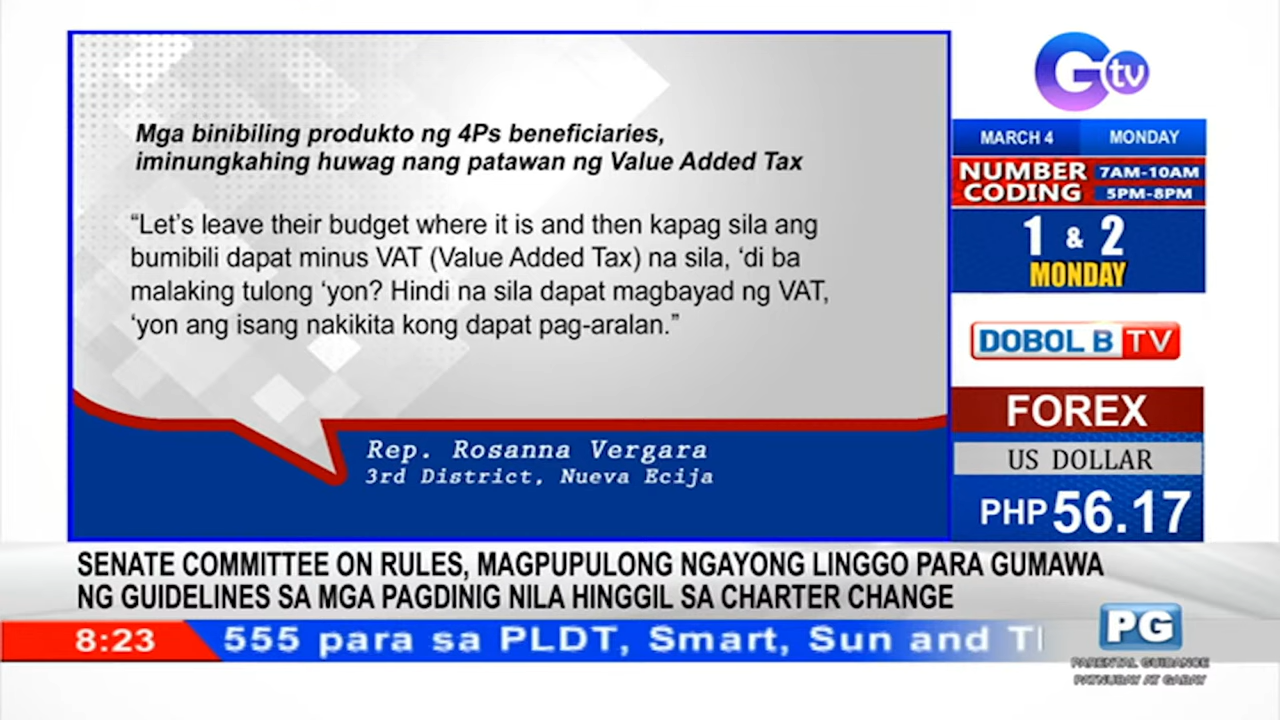 Mga binibiling produkto ng 4Ps beneficiaries,
iminungkahing huwag nang patawan ng Value Added Tax
“Let’s leave their budget where it is and then kapag sila ang
bumibili dapat minus VAT (Value Added Tax) na sila, ‘di ba
malaking tulong ‘yon? Hindi na sila dapat magbayad ng VAT,
‘yon ang isang nakikita kong dapat pag-aralan.”
Rep. Rosanna Vergara
3rd District, Nueva Ecija
Gtv
MARCH 4 MONDAY
NUMBER CODING 7AM-10AM 5PM-8PM
1 & 2
MONDAY
DOBOL B TV
FOREX
US DOLLAR
PHP 56.17
SENATE COMMITTEE ON RULES, MAGPUPULONG NGAYONG LINGGO PARA GUMAWA
NG GUIDELINES SA MGA PAGDINIG NILA HINGGIL SA CHARTER CHANGE
8:23 555 para sa PLDT, Smart, Sun and
PG
PARENTAL GUIDANCE
PATNUBAY AT GABAY